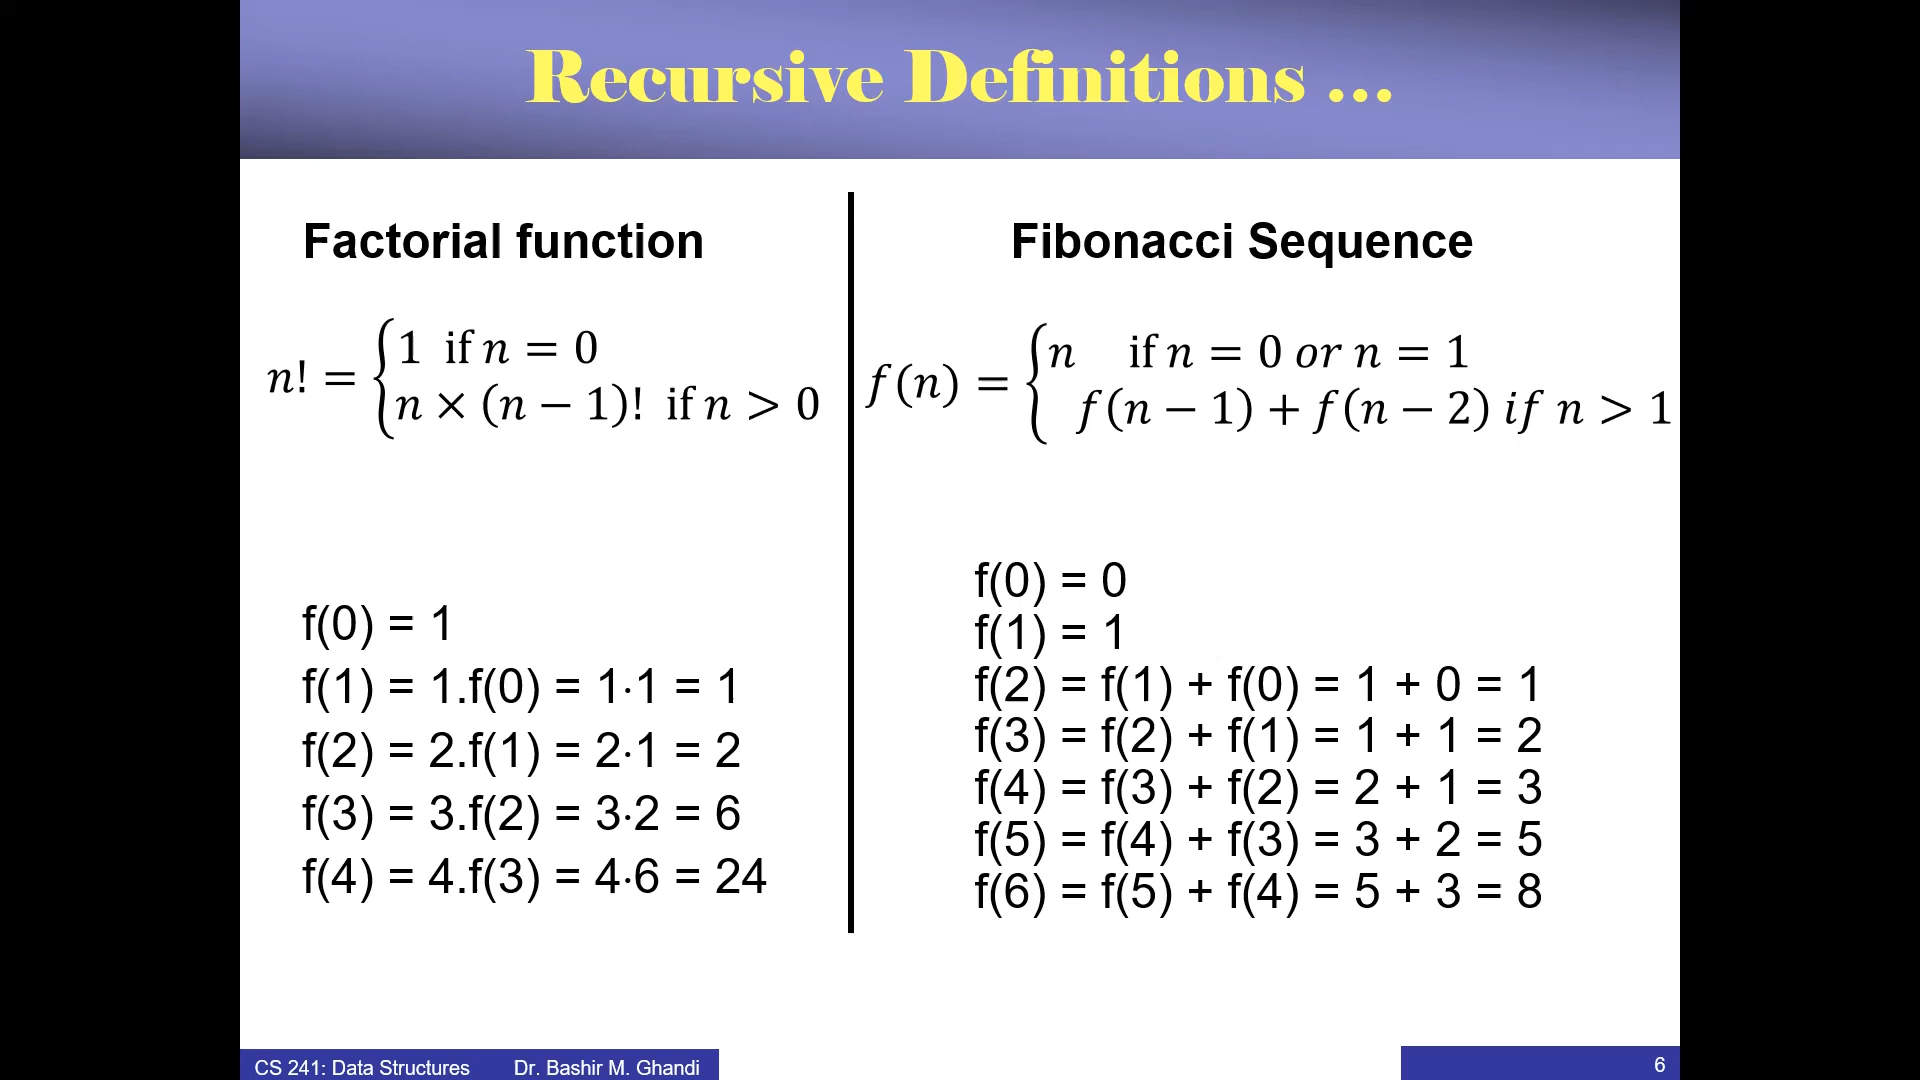 Recursive Definitions ...
Factorial function
n! = { 1 if n = 0
n × (n − 1)! if n > 0
f(0) = 1
f(1) = 1.f(0) = 1·1 = 1
f(2) = 2.f(1) = 2·1 = 2
f(3) = 3.f(2) = 3·2 = 6
f(4) = 4.f(3) = 4·6 = 24
Fibonacci Sequence
f(n) = { n if n = 0 or n = 1
f(n − 1) + f(n − 2) if n > 1
f(0) = 0
f(1) = 1
f(2) = f(1) + f(0) = 1 + 0 = 1
f(3) = f(2) + f(1) = 1 + 1 = 2
f(4) = f(3) + f(2) = 2 + 1 = 3
f(5) = f(4) + f(3) = 3 + 2 = 5
f(6) = f(5) + f(4) = 5 + 3 = 8
CS 241: Data Structures Dr. Bashir M. Ghandi
6